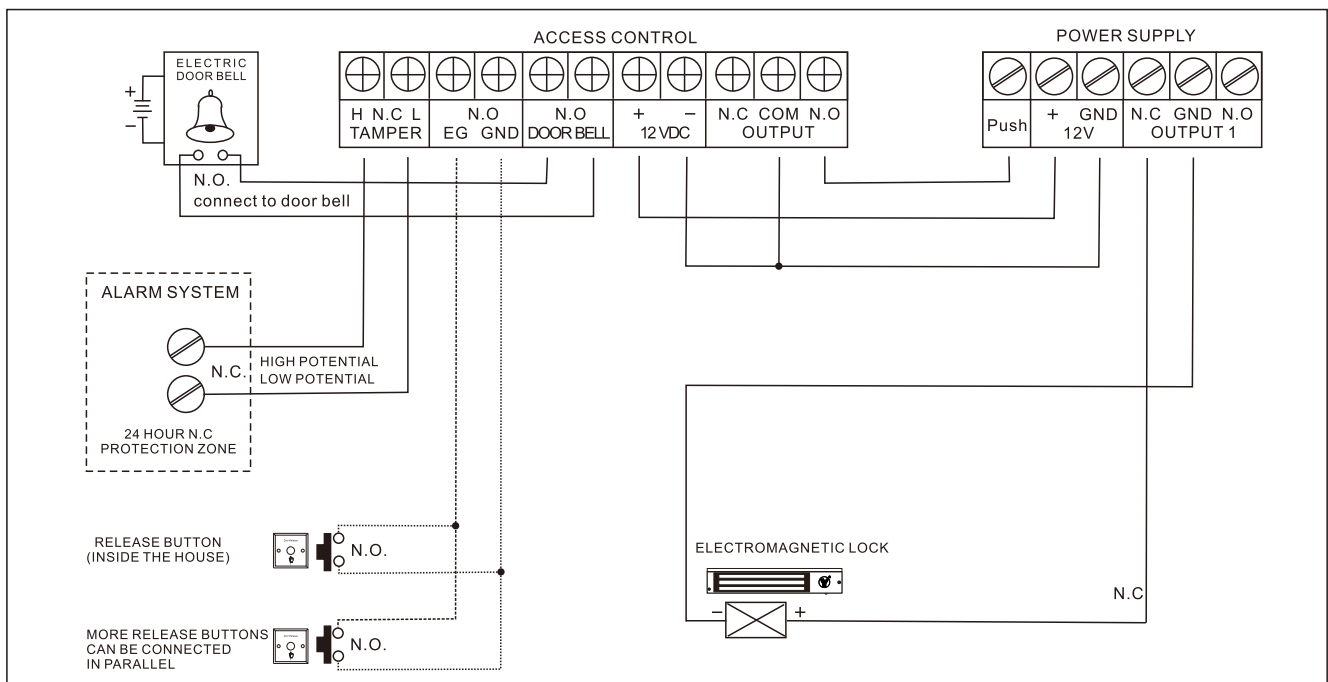 ACCESS CONTROL
POWER SUPPLY
ELECTRIC
DOOR BELL
+
−
H N.C L
TAMPER
N.O
EG GND
N.O
DOOR BELL
+ −
12 VDC
N.C COM N.O
OUTPUT
Push
+ GND
12V
N.C GND N.O
OUTPUT 1
N.O.
connect to door bell
ALARM SYSTEM
N.C.
HIGH POTENTIAL
LOW POTENTIAL
24 HOUR N.C
PROTECTION ZONE
RELEASE BUTTON
(INSIDE THE HOUSE)
N.O.
MORE RELEASE BUTTONS
CAN BE CONNECTED
IN PARALLEL
N.O.
ELECTROMAGNETIC LOCK
− +
N.C